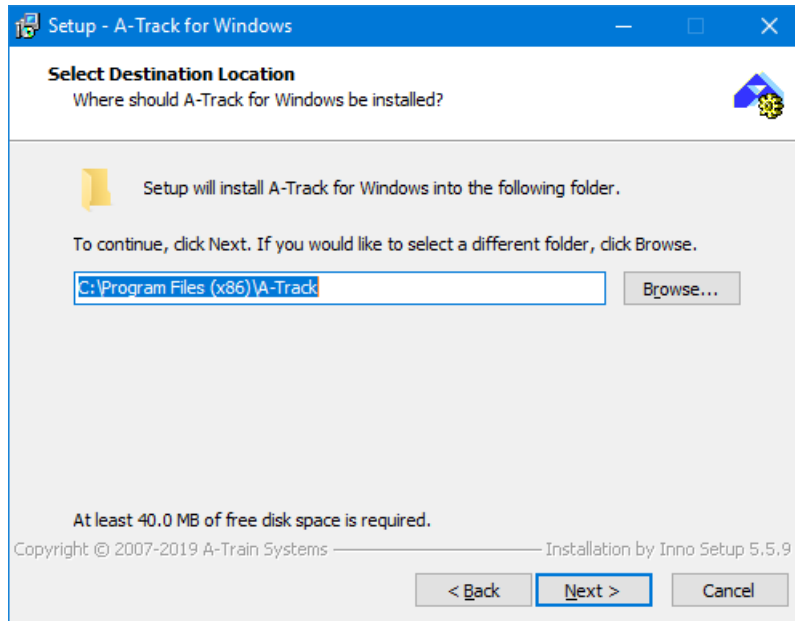 Setup - A-Track for Windows
Select Destination Location
Where should A-Track for Windows be installed?
Setup will install A-Track for Windows into the following folder.
To continue, click Next. If you would like to select a different folder, click Browse.
C:\Program Files (x86)\A-Track
Browse...
At least 40.0 MB of free disk space is required.
Copyright © 2007-2019 A-Train Systems
Installation by Inno Setup 5.5.9
< Back
Next >
Cancel